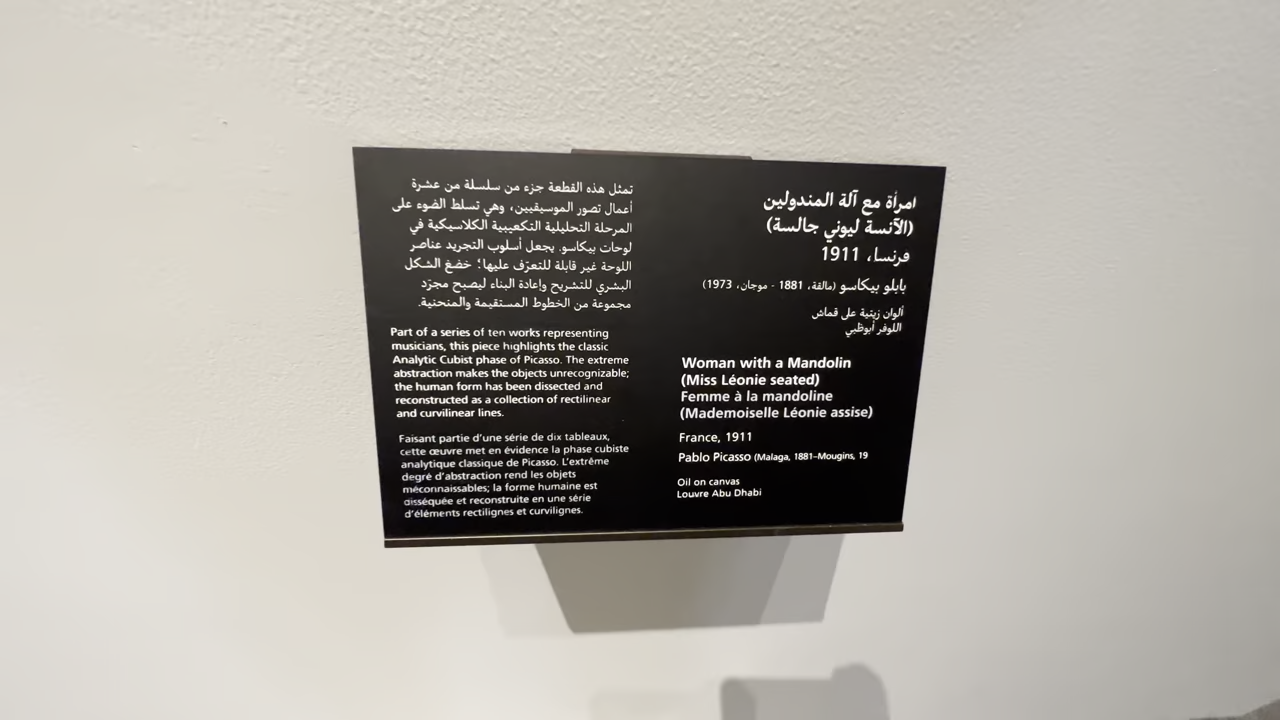 امرأة مع آلة المندولين
(الآنسة ليوني جالسة)
فرنسا، 1911
بابلو بيكاسو (مالقة، 1881 - موجان، 1973)
ألوان زيتية على قماش
اللوفر أبوظبي
Woman with a Mandolin
(Miss Léonie seated)
Femme à la mandoline
(Mademoiselle Léonie assise)
France, 1911
Pablo Picasso (Malaga, 1881–Mougins, 19
Oil on canvas
Louvre Abu Dhabi
تمثل هذه القطعة جزء من سلسلة من عشرة
أعمال تصور الموسيقيين، وهي تسلط الضوء على
المرحلة التحليلية التكعيبية الكلاسيكية في
لوحات بيكاسو. يجعل أسلوب التجريد عناصر
اللوحة غير قابلة للتعرّف عليها؛ خضغ الشكل
البشري للتشريح وإعادة البناء ليصبح مجرّد
مجموعة من الخطوط المستقيمة والمنحنية.
Part of a series of ten works representing
musicians, this piece highlights the classic
Analytic Cubist phase of Picasso. The extreme
abstraction makes the objects unrecognizable;
the human form has been dissected and
reconstructed as a collection of rectilinear
and curvilinear lines.
Faisant partie d'une série de dix tableaux,
cette œuvre met en évidence la phase cubiste
analytique classique de Picasso. L'extrême
degré d'abstraction rend les objets
méconnaissables; la forme humaine est
disséquée et reconstruite en une série
d'éléments rectilignes et curvilignes.